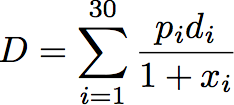 D = \sum_{i=1}^{30} \frac{p_i d_i}{1 + x_i}